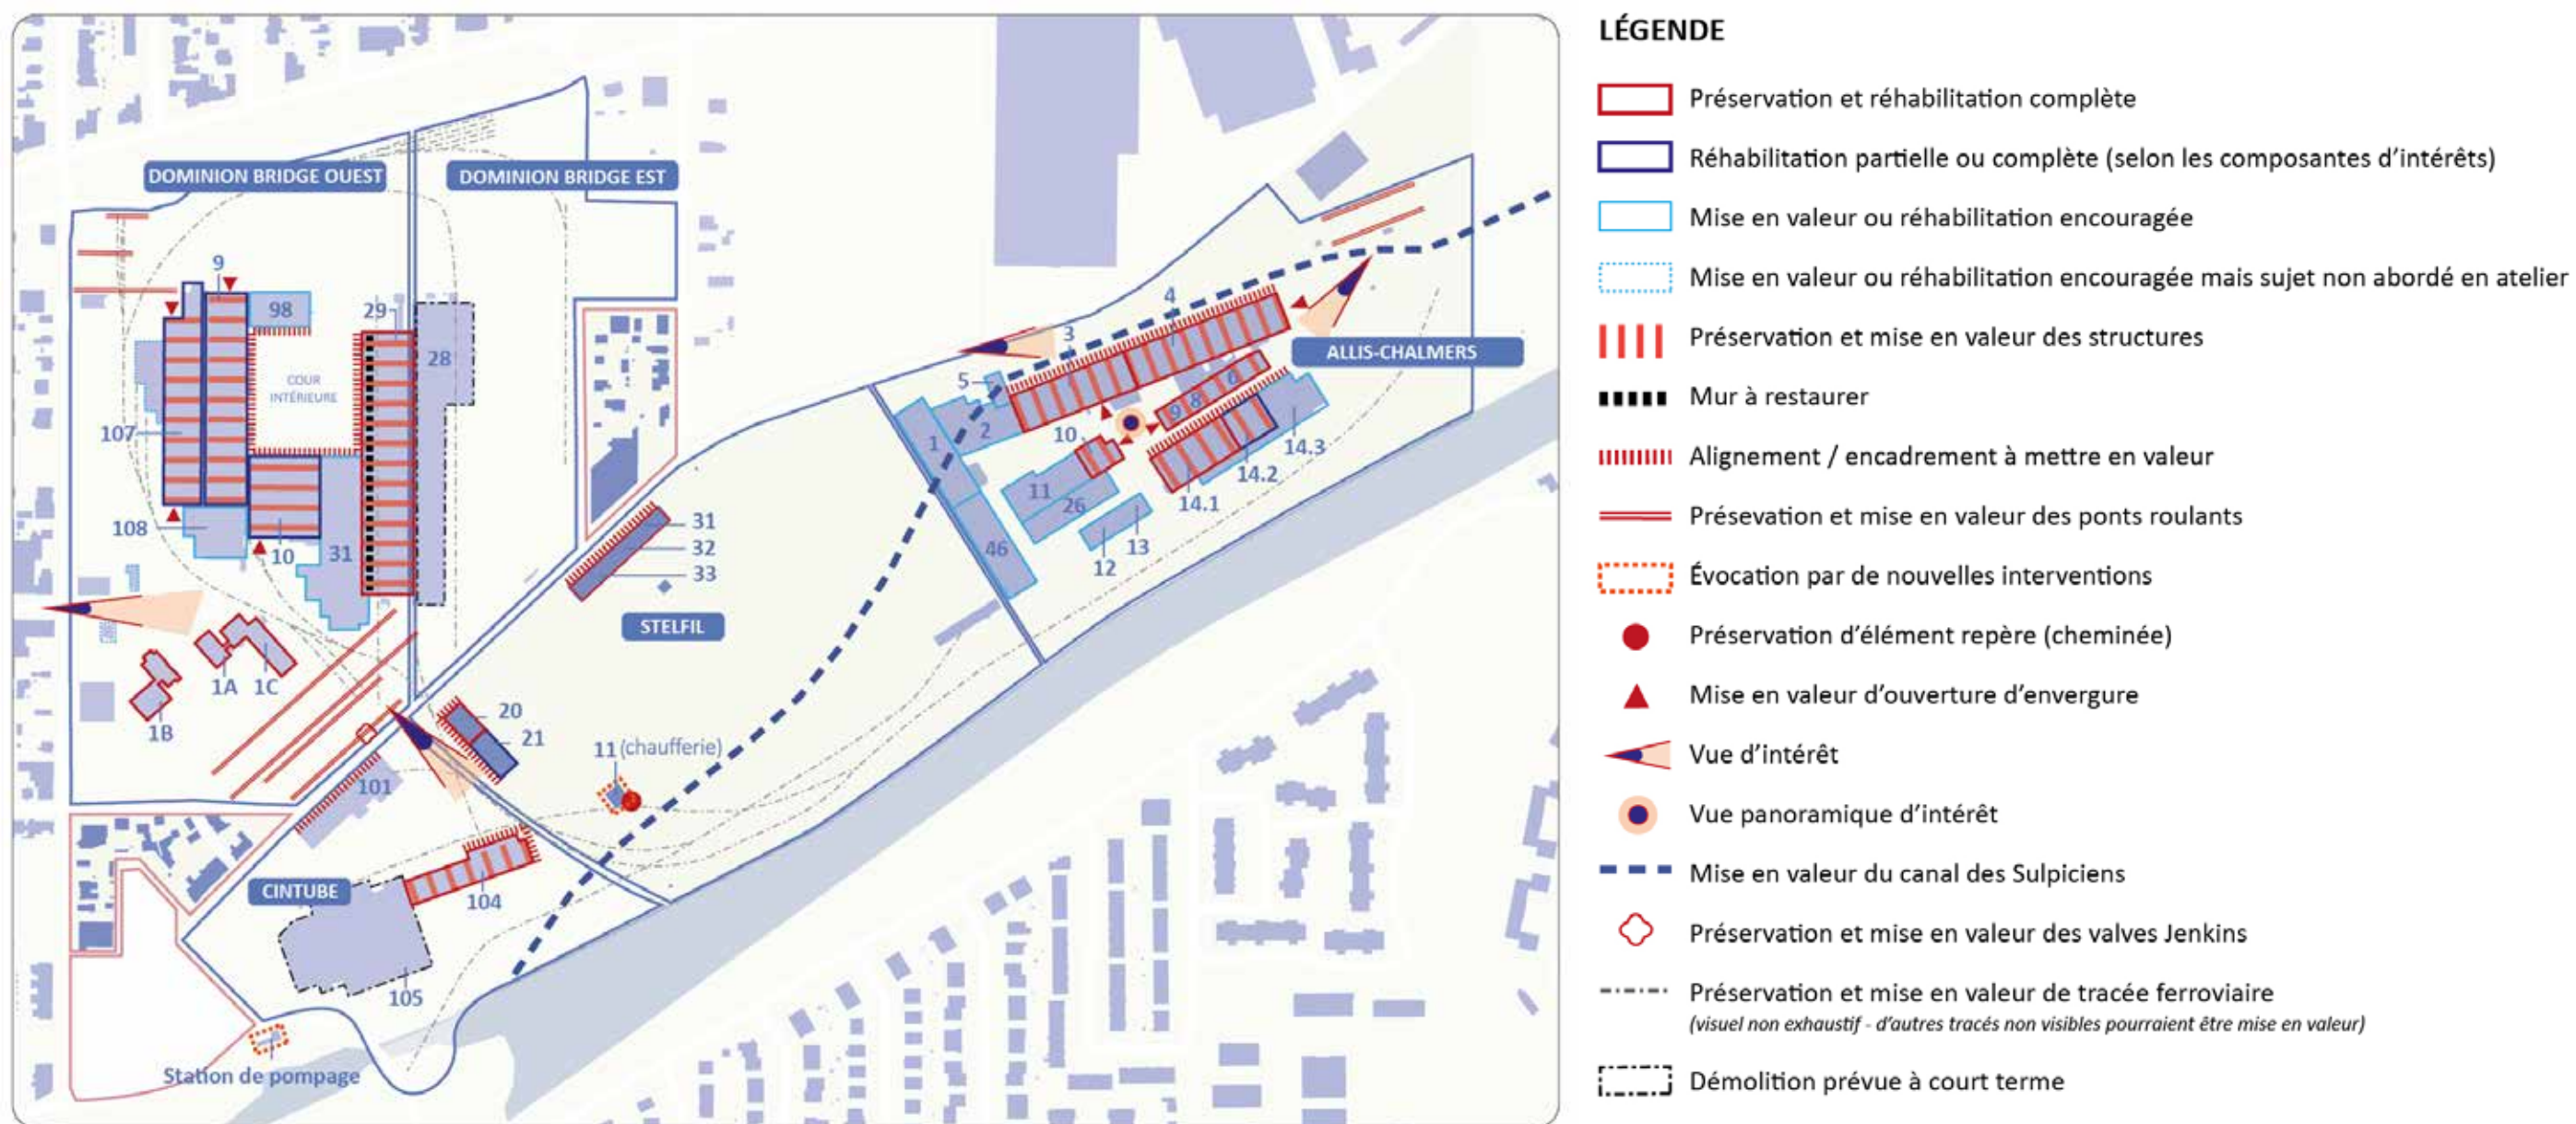 DOMINION BRIDGE OUEST
DOMINION BRIDGE EST
9
98
29
28
COUR
INTÉRIEURE
107
108
10
31
1A
1C
1B
31
32
33
STELFIL
20
21
11 (chaufferie)
101
CINTUBE
104
105
Station de pompage
4
3
ALLIS-CHALMERS
5
6
8
9
2
1
10
14.3
14.2
14.1
11
26
13
12
46
LÉGENDE
Préservation et réhabilitation complète
Réhabilitation partielle ou complète (selon les composantes d'intérêts)
Mise en valeur ou réhabilitation encouragée
Mise en valeur ou réhabilitation encouragée mais sujet non abordé en atelier
Préservation et mise en valeur des structures
Mur à restaurer
Alignement / encadrement à mettre en valeur
Présevation et mise en valeur des ponts roulants
Évocation par de nouvelles interventions
Préservation d'élément repère (cheminée)
Mise en valeur d'ouverture d'envergure
Vue d'intérêt
Vue panoramique d'intérêt
Mise en valeur du canal des Sulpiciens
Préservation et mise en valeur des valves Jenkins
Préservation et mise en valeur de tracée ferroviaire
(visuel non exhaustif - d'autres tracés non visibles pourraient être mise en valeur)
Démolition prévue à court terme